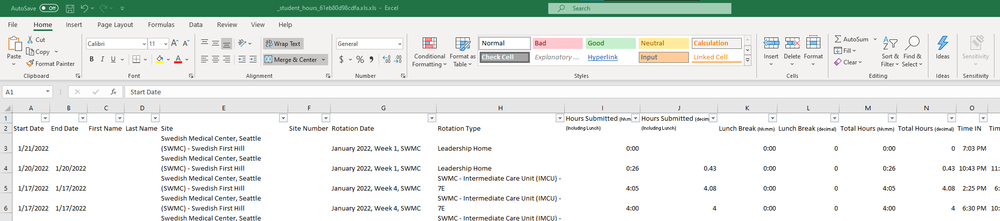 AutoSave Off _student_hours_61eb80d98cdfa.xls.xls - Excel Search
File Home Insert Page Layout Formulas Data Review View Help
Cut
Copy
Format Painter
Paste
Clipboard
Calibri 11
B I U
Font
Wrap Text
Merge & Center
Alignment
General
$ % ,
Number
Conditional Formatting
Format as Table
Normal Bad Good Neutral Calculation
Check Cell Explanatory ... Hyperlink Input Linked Cell
Styles
Insert Delete Format
Cells
AutoSum
Fill
Clear
Sort & Filter
Find & Select
Editing
Ideas
Ideas
Sensitivity
Sensitivity
A1 fx Start Date
A B C D E F G H I J K L M N O
1 Hours Submitted (hh:m Hours Submitted (decim
2 Start Date End Date First Name Last Name Site Site Number Rotation Date Rotation Type (Including Lunch) (Including Lunch) Lunch Break (hh:mm) Lunch Break (decimal) Total Hours (hh:mm) Total Hours (decimal) Time IN Tim
Swedish Medical Center, Seattle
3 1/21/2022 (SWMC) - Swedish First Hill January 2022, Week 1, SWMC Leadership Home 0:00 0:00 0 0:00 0 7:03 PM
Swedish Medical Center, Seattle
4 1/20/2022 1/20/2022 (SWMC) - Swedish First Hill January 2022, Week 1, SWMC Leadership Home 0:26 0.43 0:00 0 0:26 0.43 10:43 PM 11:
Swedish Medical Center, Seattle SWMC - Intermediate Care Unit (IMCU) -
5 1/17/2022 1/17/2022 (SWMC) - Swedish First Hill January 2022, Week 4, SWMC 7E 4:05 4.08 0:00 0 4:05 4.08 2:25 PM 6:
Swedish Medical Center, Seattle SWMC - Intermediate Care Unit (IMCU) -
6 1/17/2022 1/17/2022 (SWMC) - Swedish First Hill January 2022, Week 4, SWMC 7E 4:00 4 0:00 0 4:00 4 6:30 PM 10:
Swedish Medical Center, Seattle SWMC - Intermediate Care Unit (IMCU) -